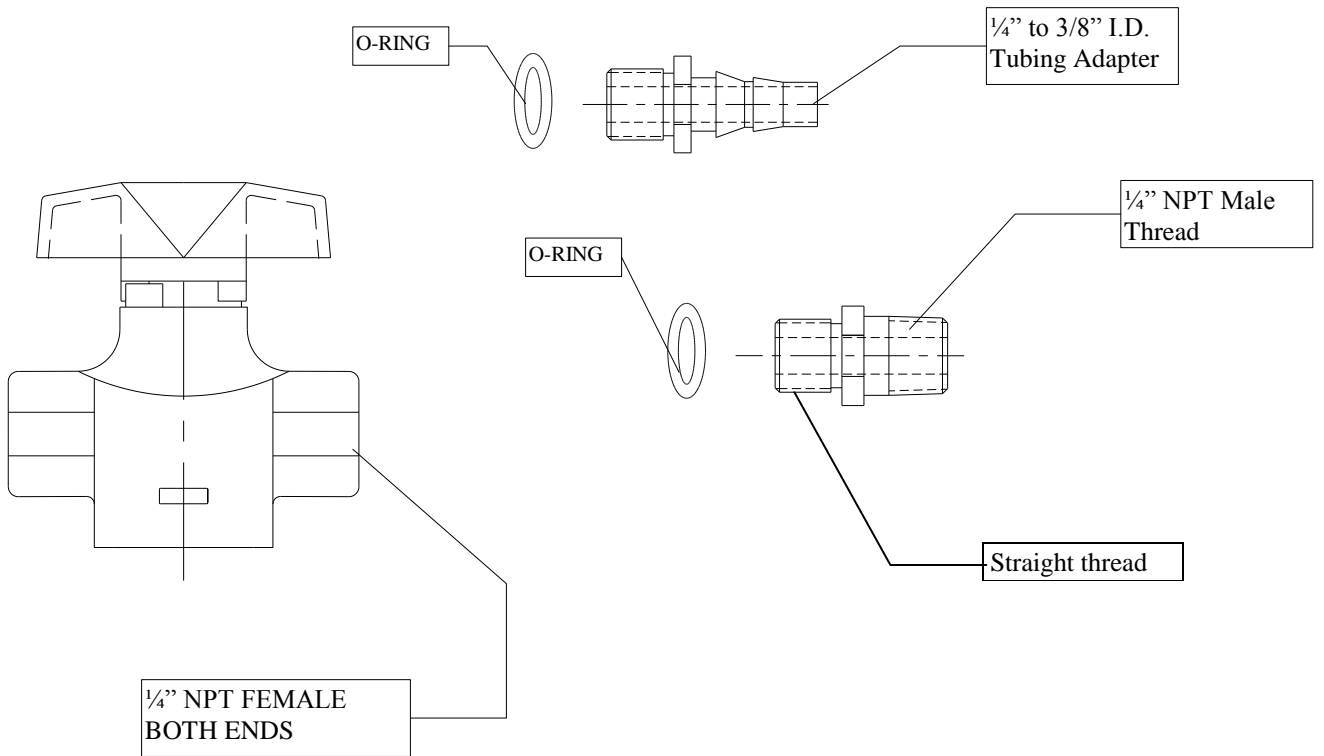 O-RING
¼” to 3/8” I.D.
Tubing Adapter
¼” NPT Male
Thread
O-RING
Straight thread
¼” NPT FEMALE
BOTH ENDS